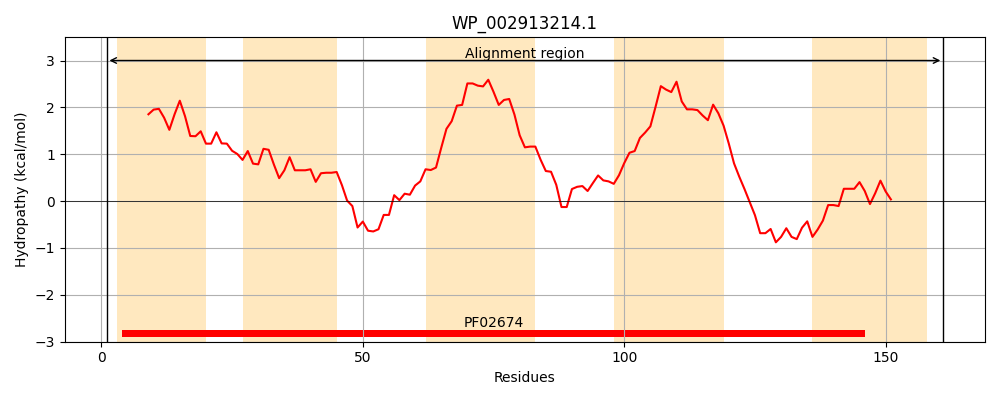 WP_002913214.1
Alignment region
Hydropathy (kcal/mol)
3
2
1
0
−1
−2
−3
PF02674
0 50 100 150
Residues